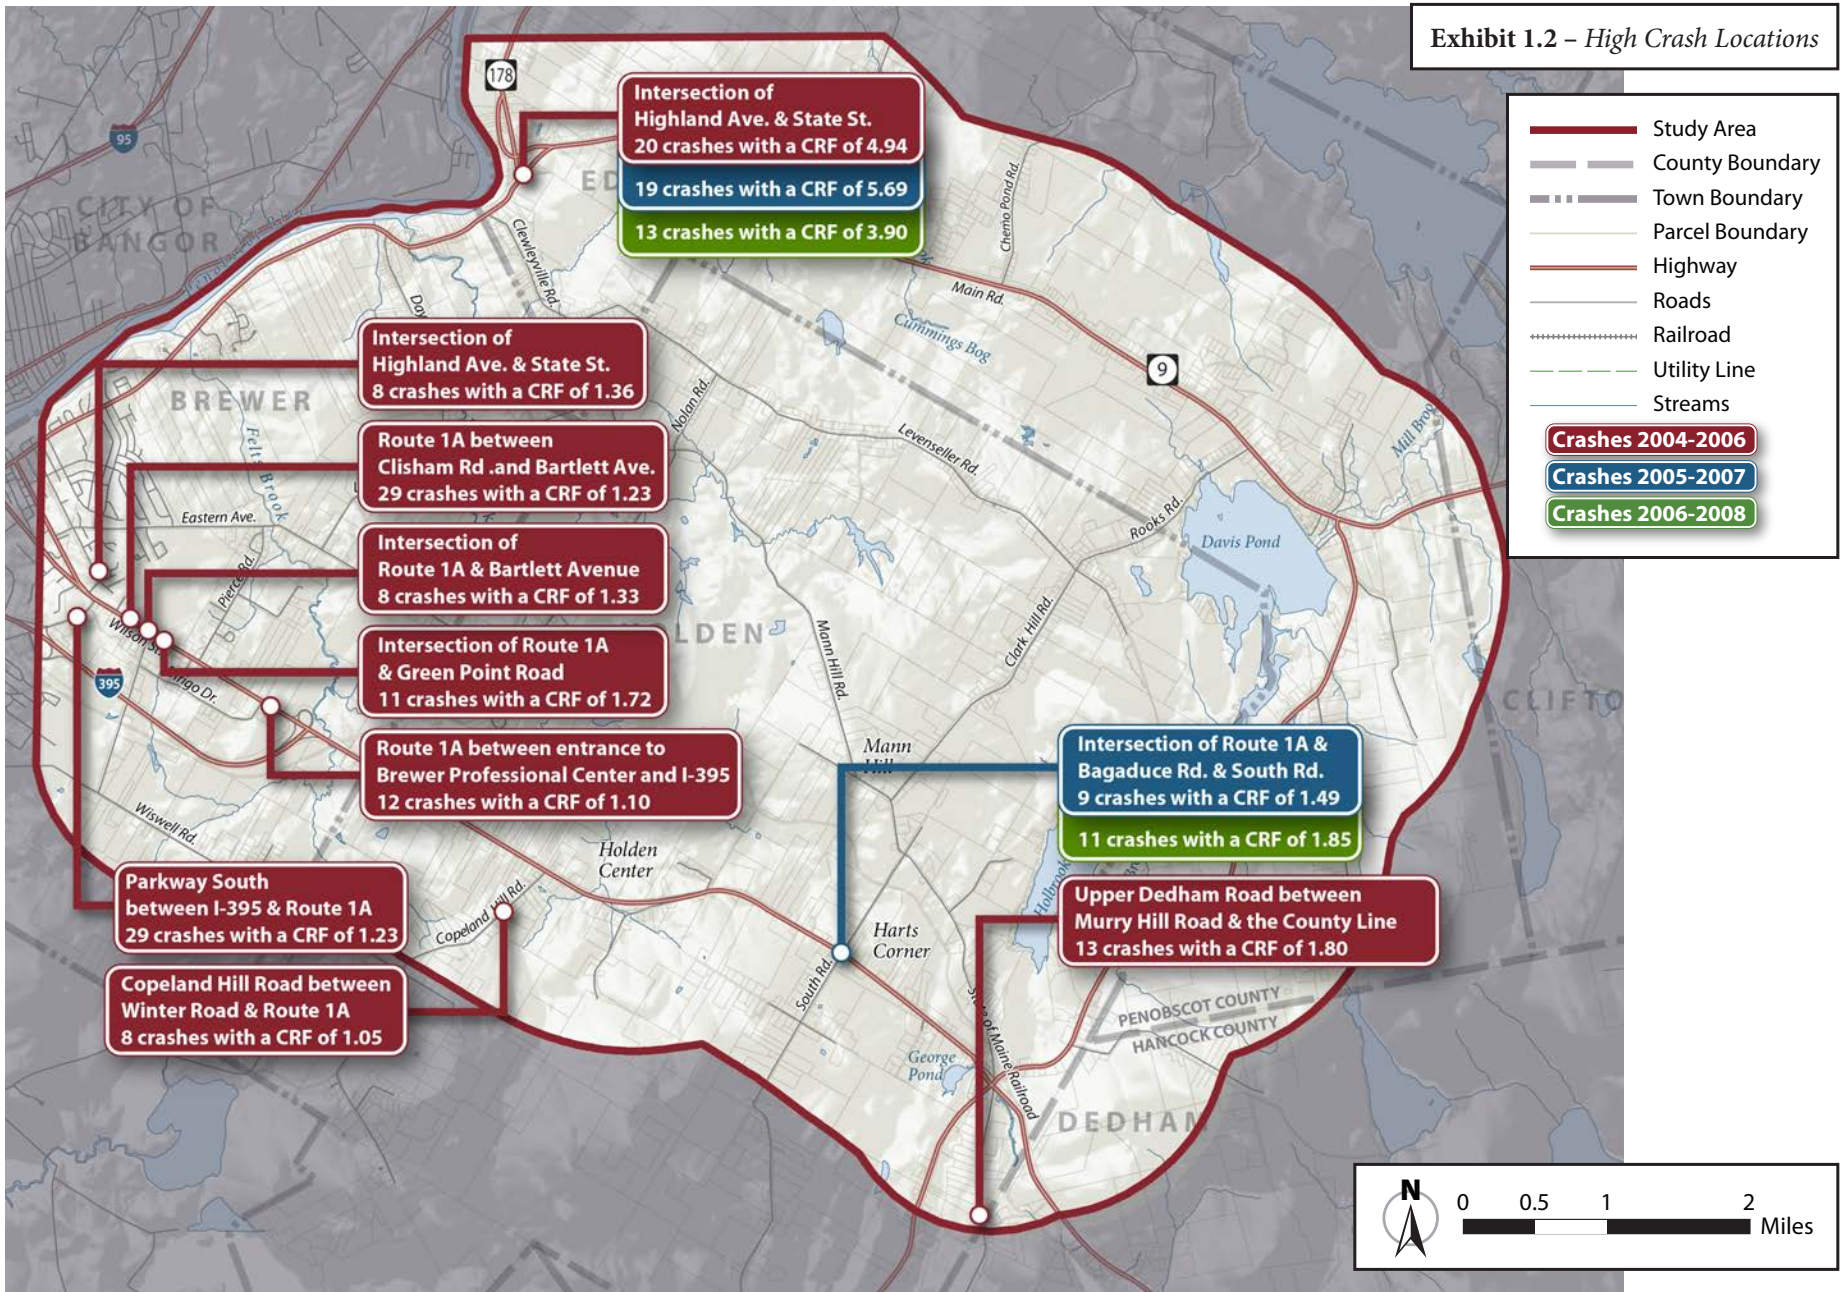 Exhibit 1.2 – High Crash Locations
Study Area
County Boundary
Town Boundary
Parcel Boundary
Highway
Roads
Railroad
Utility Line
Streams
Crashes 2004-2006
Crashes 2005-2007
Crashes 2006-2008
178
95
CITY OF
BANGOR
Intersection of
Highland Ave. & State St.
20 crashes with a CRF of 4.94
19 crashes with a CRF of 5.69
13 crashes with a CRF of 3.90
Clewleyville Rd.
Chemo Pond Rd.
Main Rd.
Cummings Bog
9
Intersection of
Highland Ave. & State St.
8 crashes with a CRF of 1.36
BREWER
Felts Brook
Nolan Rd.
Levenseller Rd.
Route 1A between
Clisham Rd .and Bartlett Ave.
29 crashes with a CRF of 1.23
Eastern Ave.
Rooks Rd.
Davis Pond
Intersection of
Route 1A & Bartlett Avenue
8 crashes with a CRF of 1.33
Pierce Rd.
Mann Hill Rd.
Clark Hill Rd.
Intersection of Route 1A
& Green Point Road
11 crashes with a CRF of 1.72
395
Route 1A between entrance to
Brewer Professional Center and I-395
12 crashes with a CRF of 1.10
Mann
Hill
Intersection of Route 1A &
Bagaduce Rd. & South Rd.
9 crashes with a CRF of 1.49
11 crashes with a CRF of 1.85
Wiswell Rd.
Holden
Center
Parkway South
between I-395 & Route 1A
29 crashes with a CRF of 1.23
Copeland Hill Rd.
Harts
Corner
South Rd.
Upper Dedham Road between
Murry Hill Road & the County Line
13 crashes with a CRF of 1.80
Holbrook
Copeland Hill Road between
Winter Road & Route 1A
8 crashes with a CRF of 1.05
State of Maine Railroad
PENOBSCOT COUNTY
HANCOCK COUNTY
George
Pond
DEDHAM
N
0 0.5 1 2
Miles